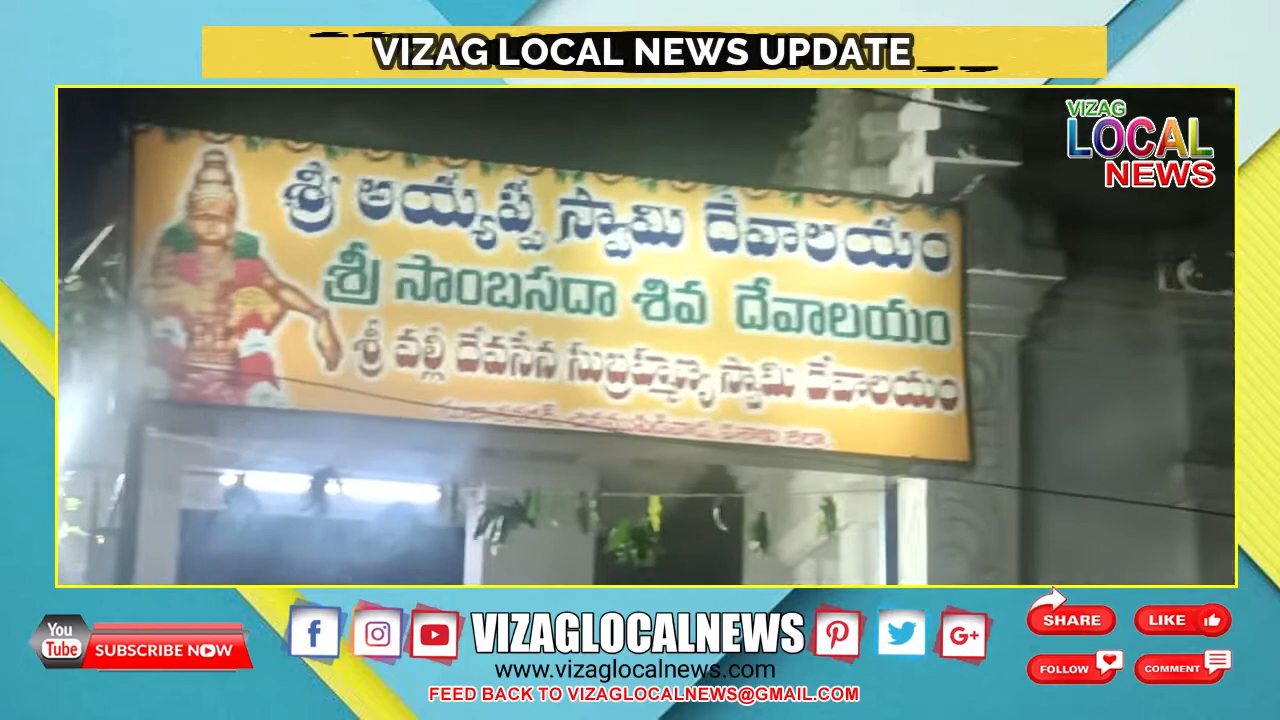 VIZAG LOCAL NEWS UPDATE
VIZAG
LOCAL
NEWS
శ్రీ అయ్యప్ప స్వామి దేవాలయం
శ్రీ సాంబసదా శివ దేవాలయం
శ్రీ వల్లీ దేవసేన సుబ్రహ్మణ్య స్వామి దేవాలయం
You
Tube
SUBSCRIBE NOW
VIZAGLOCALNEWS
www.vizaglocalnews.com
FEED BACK TO VIZAGLOCALNEWS@GMAIL.COM
SHARE
LIKE
FOLLOW
COMMENT